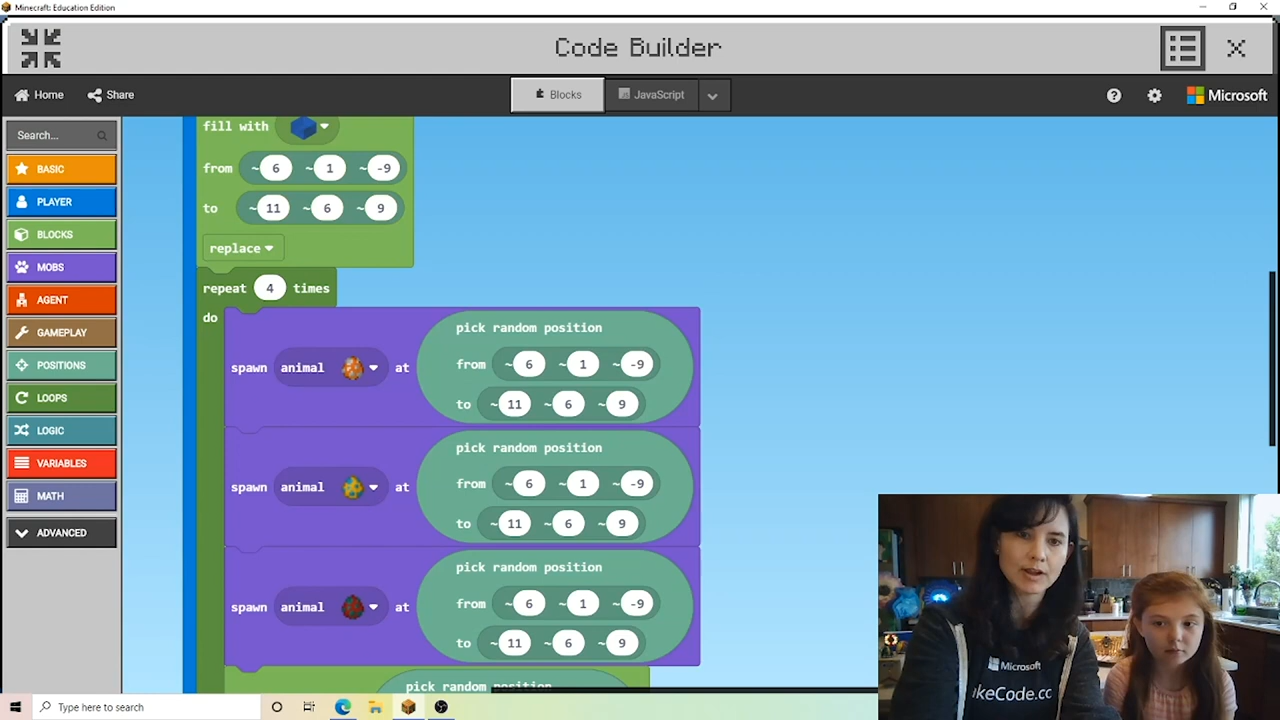 Minecraft: Education Edition
Code Builder
Home
Share
Blocks
JavaScript
Microsoft
Search...
BASIC
PLAYER
BLOCKS
MOBS
AGENT
GAMEPLAY
POSITIONS
LOOPS
LOGIC
VARIABLES
MATH
ADVANCED
fill with
from ~ 6 ~ 1 ~ -9
to ~ 11 ~ 6 ~ 9
replace
repeat 4 times
do
pick random position
spawn animal at
from ~ 6 ~ 1 ~ -9
to ~ 11 ~ 6 ~ 9
pick random position
spawn animal at
from ~ 6 ~ 1 ~ -9
to ~ 11 ~ 6 ~ 9
pick random position
spawn animal at
from ~ 6 ~ 1 ~ -9
to ~ 11 ~ 6 ~ 9
pick random position
Microsoft
akeCode.cc
Type here to search